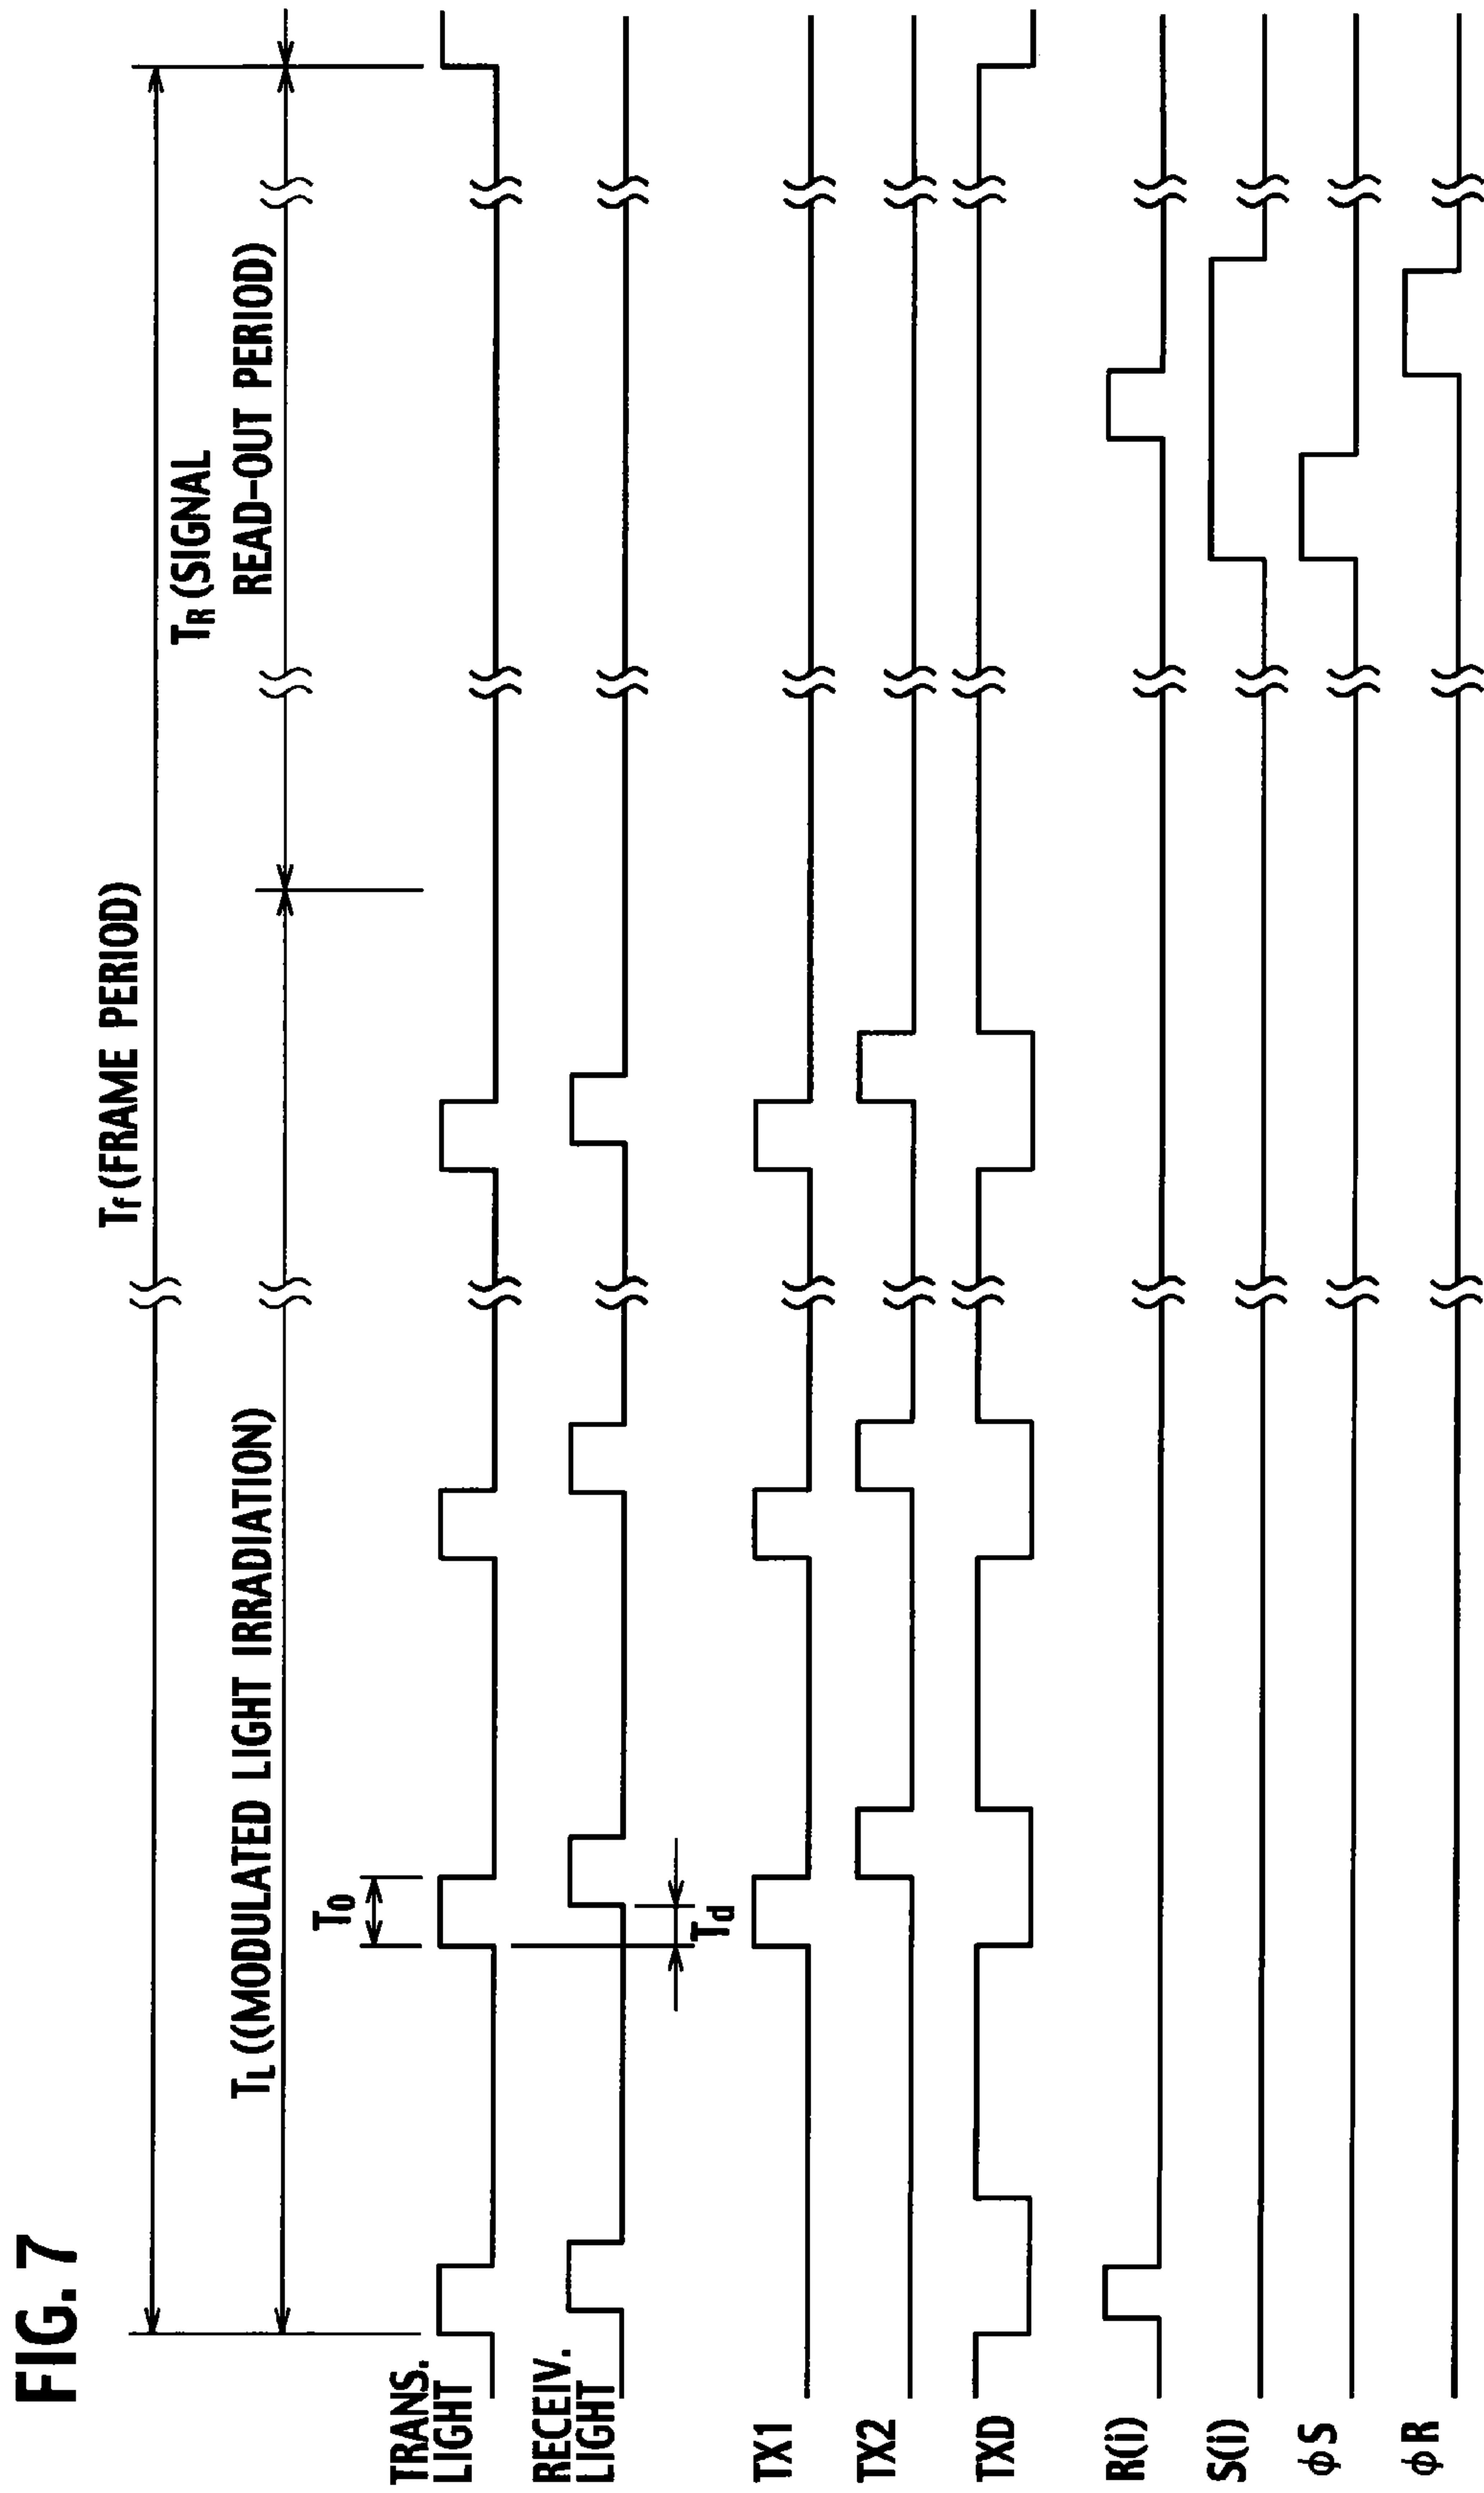 FIG. 7
Tf (FRAME PERIOD)
TL ((MODULATED LIGHT IRRADIATION)
TR (SIGNAL
READ-OUT PERIOD)
T0
TRANS.
LIGHT
RECEIV.
LIGHT
Td
TX1
TX2
TXD
R(i)
S(i)
φS
φR